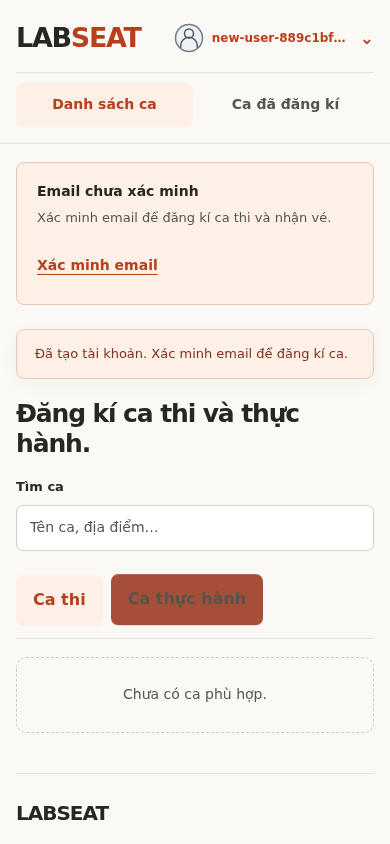 LABSEAT
new-user-889c1bf…
Danh sách ca
Ca đã đăng kí
Email chưa xác minh
Xác minh email để đăng kí ca thi và nhận vé.
Xác minh email
Đã tạo tài khoản. Xác minh email để đăng kí ca.
Đăng kí ca thi và thực
hành.
Tìm ca
Tên ca, địa điểm…
Ca thi
Ca thực hành
Chưa có ca phù hợp.
LABSEAT